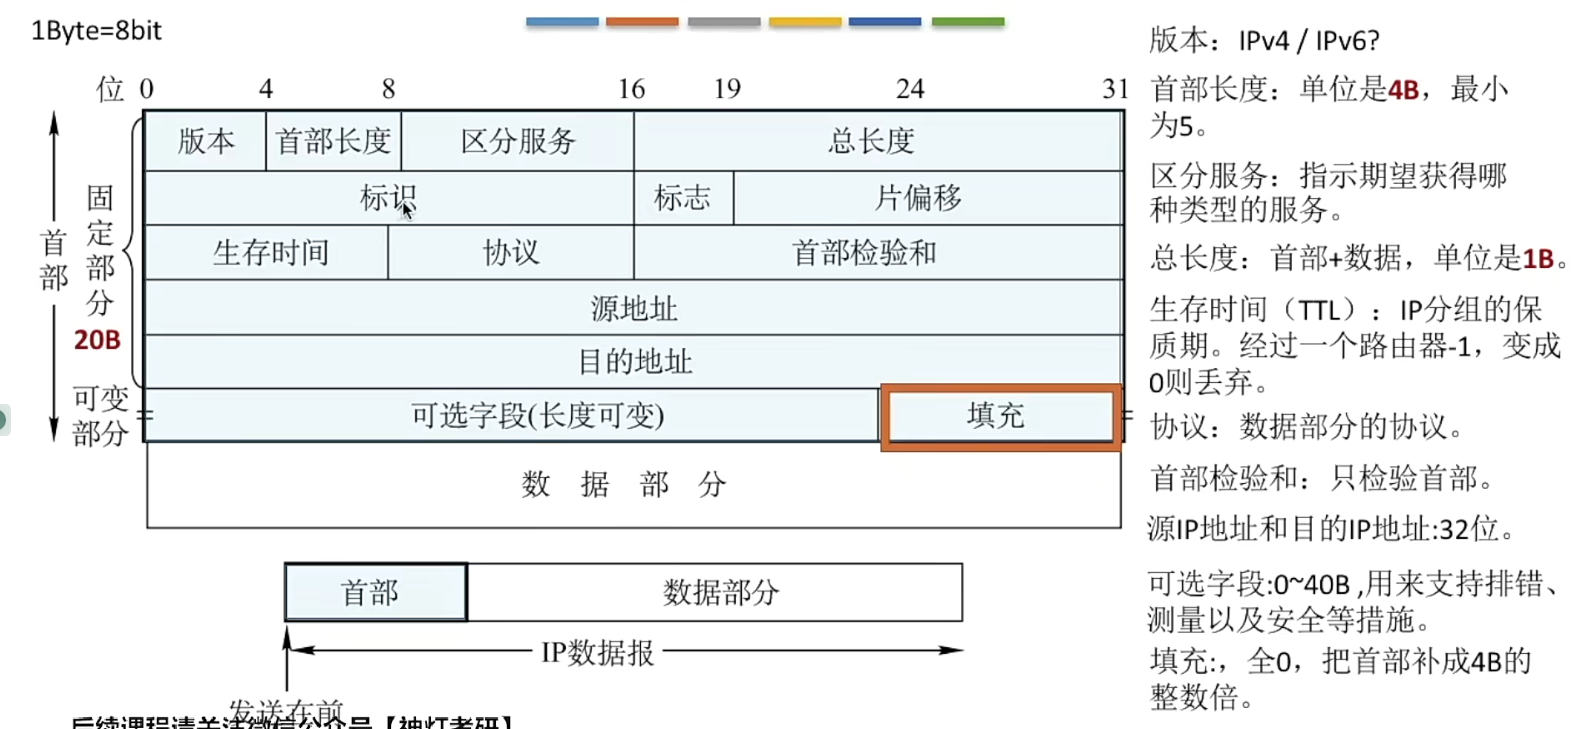 1Byte=8bit
位 0 4 8 16 19 24 31
版本 首部长度 区分服务 总长度
标识 标志 片偏移
生存时间 协议 首部检验和
源地址
目的地址
可选字段(长度可变) 填充
数 据 部 分
首部
固定部分
20B
可变
部分
首部 数据部分
IP数据报
发送在前
后续课程请关注微信公众号【神灯考研】
版本：IPv4 / IPv6?
首部长度：单位是4B，最小
为5。
区分服务：指示期望获得哪
种类型的服务。
总长度：首部+数据，单位是1B。
生存时间（TTL）：IP分组的保
质期。经过一个路由器-1，变成
0则丢弃。
协议：数据部分的协议。
首部检验和：只检验首部。
源IP地址和目的IP地址:32位。
可选字段:0~40B ,用来支持排错、
测量以及安全等措施。
填充:，全0，把首部补成4B的
整数倍。